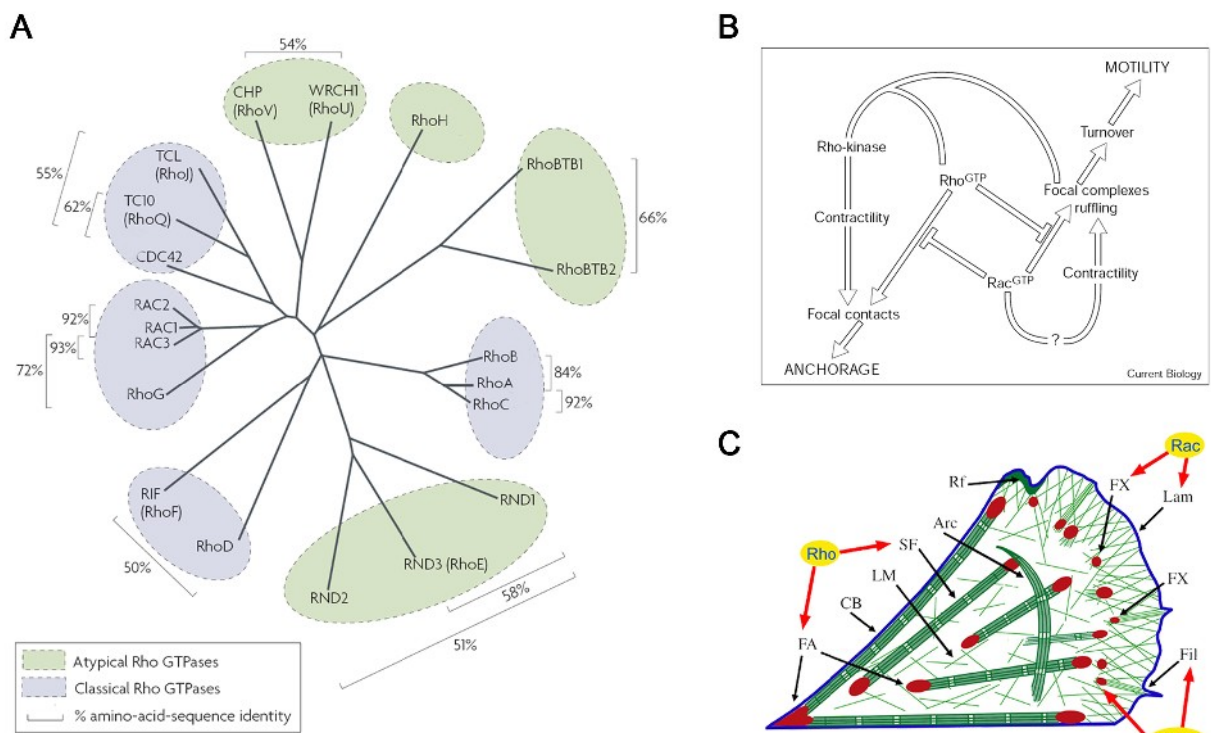 A
54%
CHP
(RhoV)
WRCH1
(RhoU)
RhoH
TCL
(RhoJ)
55%
62%
TC10
(RhoQ)
CDC42
RhoBTB1
66%
RhoBTB2
RAC2
92%
RAC1
93%
RAC3
72%
RhoG
RhoB
84%
RhoA
RhoC
92%
RIF
(RhoF)
RhoD
50%
RND1
RND3 (RhoE)
RND2
58%
51%
Atypical Rho GTPases
Classical Rho GTPases
% amino-acid-sequence identity
B
MOTILITY
Turnover
Rho-kinase
RhoGTP
Focal complexes
ruffling
Contractility
RacGTP
Contractility
Focal contacts
?
ANCHORAGE
Current Biology
C
Rac
Rf
FX
Lam
Arc
Rho
SF
LM
FX
CB
FA
Fil